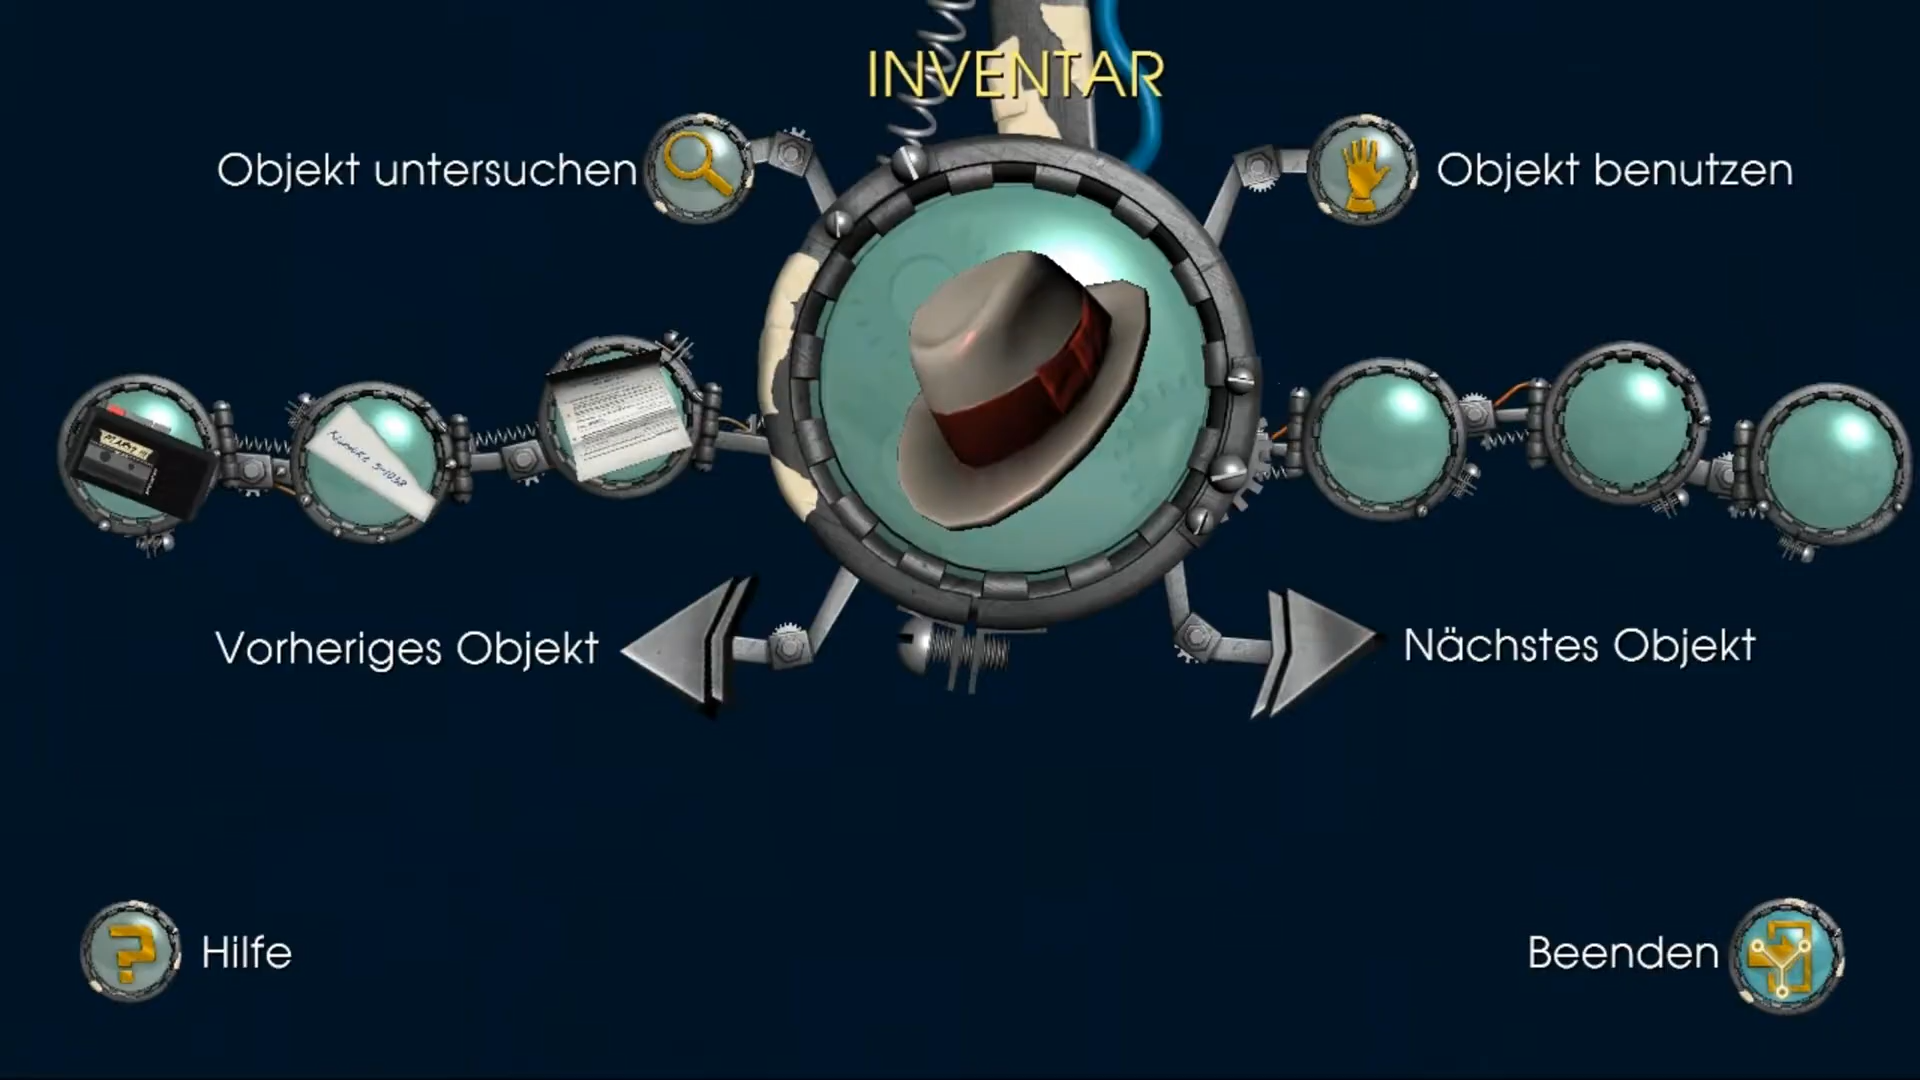 INVENTAR
Objekt untersuchen
Objekt benutzen
Vorheriges Objekt
Nächstes Objekt
Hilfe
Beenden